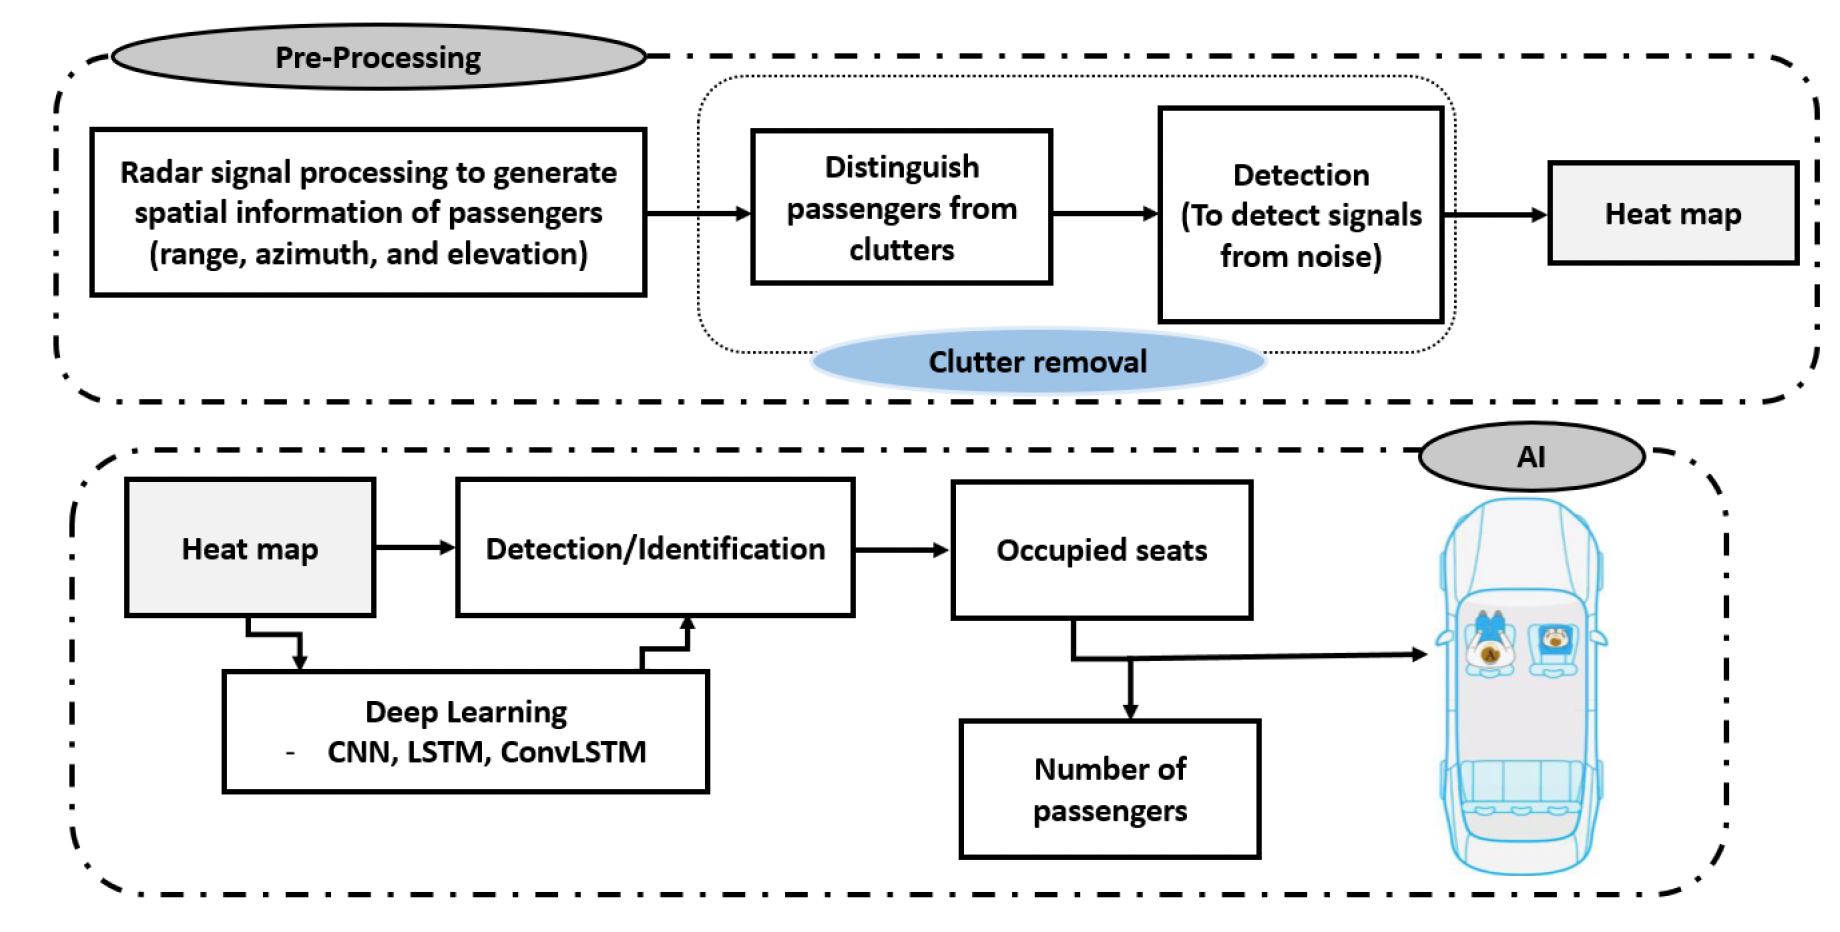 Pre-Processing
Radar signal processing to generate
spatial information of passengers
(range, azimuth, and elevation)
Distinguish
passengers from
clutters
Detection
(To detect signals
from noise)
Heat map
Clutter removal
AI
Heat map
Detection/Identification
Occupied seats
Deep Learning
- CNN, LSTM, ConvLSTM
Number of
passengers
A